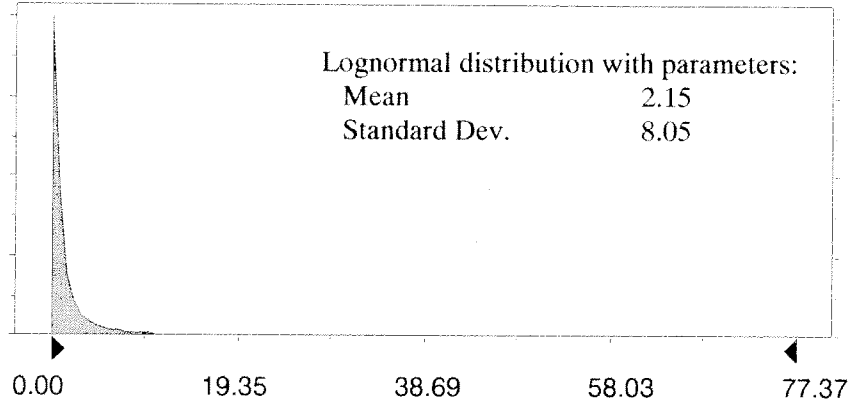 Lognormal distribution with parameters:
Mean 2.15
Standard Dev. 8.05
0.00 19.35 38.69 58.03 77.37